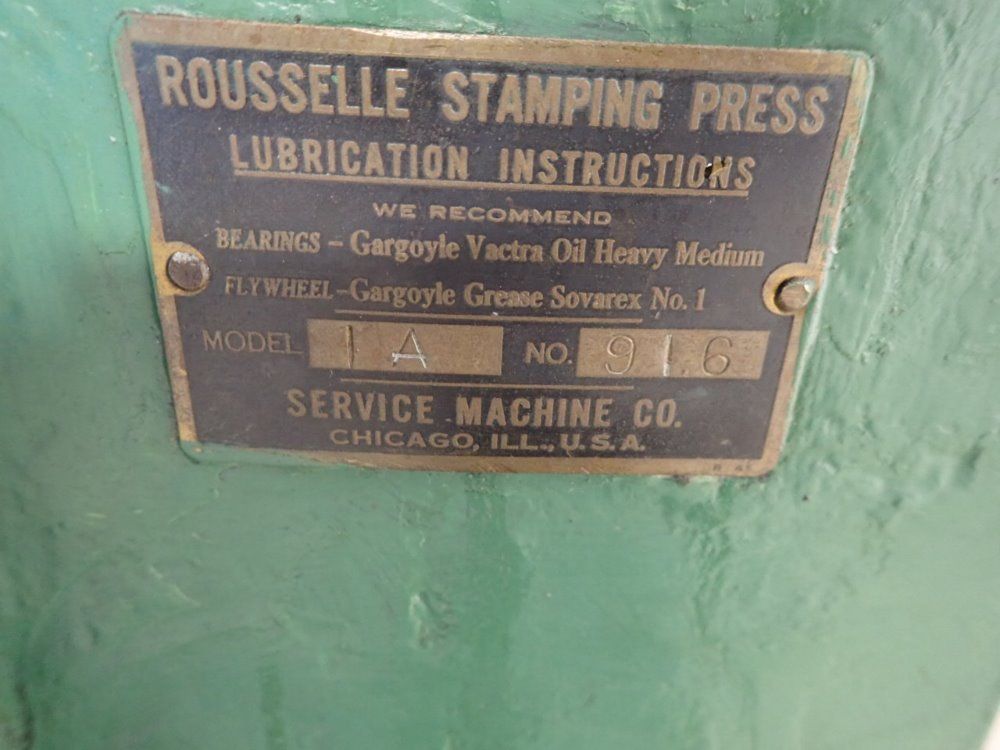 ROUSSELLE STAMPING PRESS
LUBRICATION INSTRUCTIONS
WE RECOMMEND
BEARINGS - Gargoyle Vactra Oil Heavy Medium
FLYWHEEL - Gargoyle Grease Sovarex No. 1
MODEL 1A NO. 916
SERVICE MACHINE CO.
CHICAGO, ILL., U.S.A.